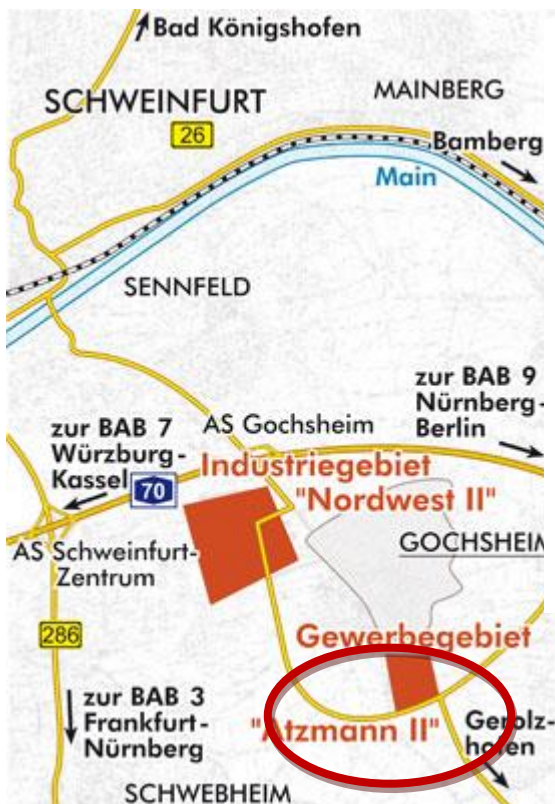 Bad Königshofen
SCHWEINFURT
MAINBERG
26
Bamberg
Main
SENNFELD
zur BAB 9
Nürnberg-
Berlin
zur BAB 7
Würzburg-
Kassel
AS Gochsheim
70
Industriegebiet
"Nordwest II"
AS Schweinfurt-
Zentrum
GOCHSHEIM
286
Gewerbegebiet
"Atzmann II"
zur BAB 3
Frankfurt-
Nürnberg
Gerolz-
hofen
SCHWEBHEIM